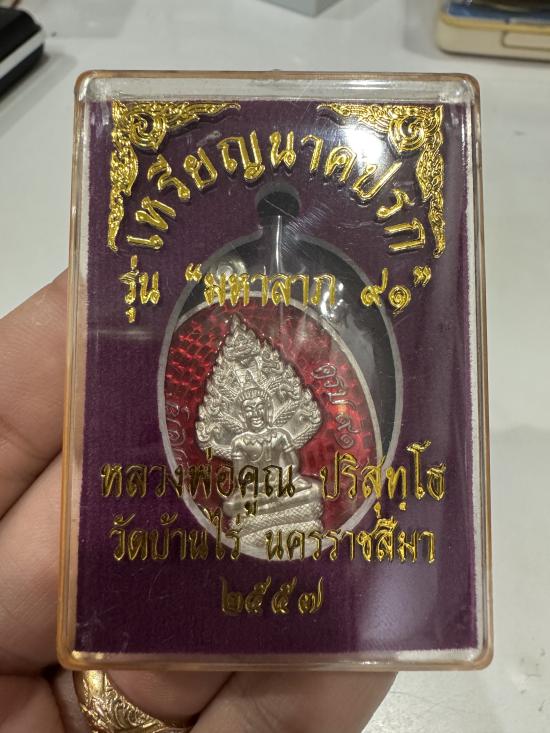 เหรียญนาคปรก
รุ่น "มหาลาภ ๙๑"
หลวงพ่อคูณ ปริสุทฺโธ
วัดบ้านไร่ นครราชสีมา
๒๕๕๗